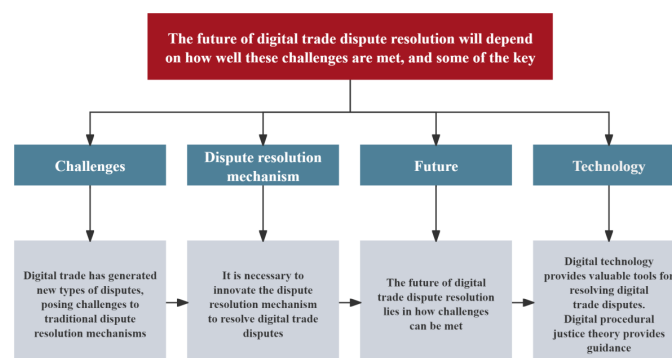 The future of digital trade dispute resolution will depend
on how well these challenges are met, and some of the key
Challenges
Dispute resolution
mechanism
Future
Technology
Digital trade has generated
new types of disputes,
posing challenges to
traditional dispute
resolution mechanisms
It is necessary to
innovate the dispute
resolution mechanism
to resolve digital trade
disputes
The future of digital
trade dispute resolution
lies in how challenges
can be met
Digital technology
provides valuable tools for
resolving digital
trade disputes.
Digital procedural
justice theory provides
guidance